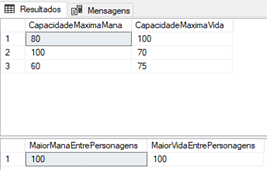 Resultados Mensagens
CapacidadeMaximaMana CapacidadeMaximaVida
1 80 100
2 100 70
3 60 75
MaiorManaEntrePersonagens MaiorVidaEntrePersonagens
1 100 100